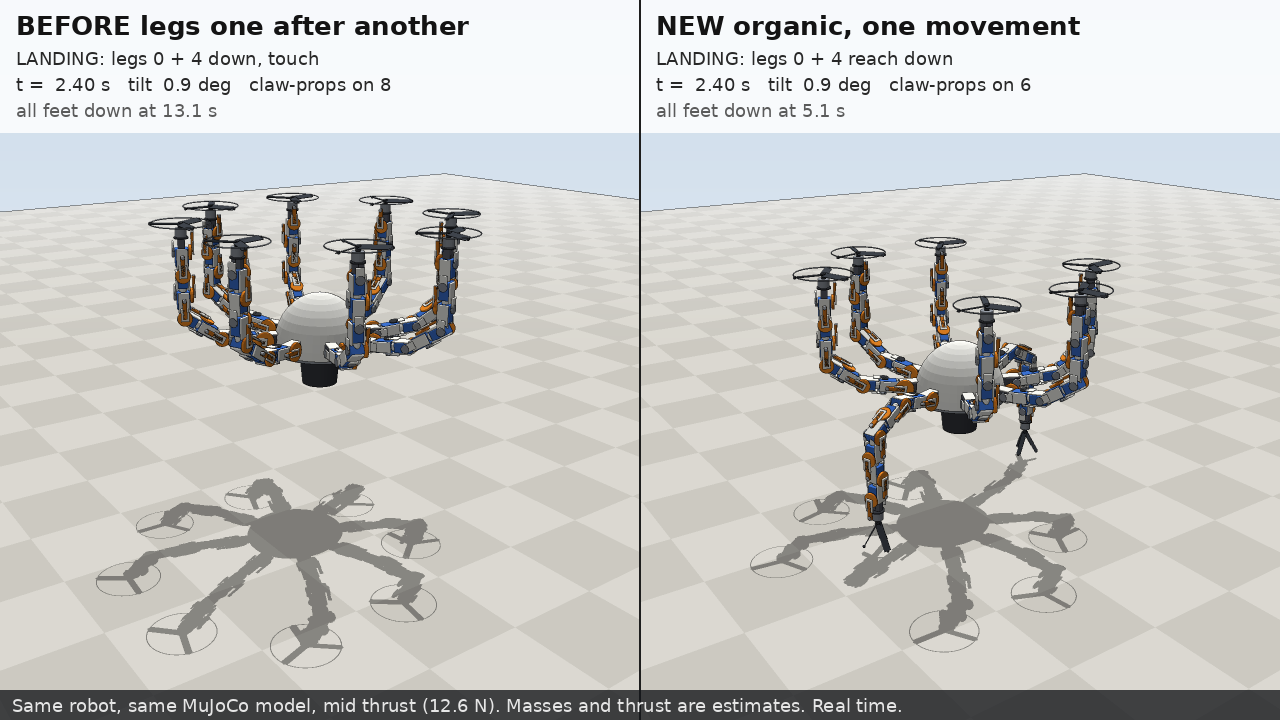 BEFORE legs one after another
LANDING: legs 0 + 4 down, touch
t =  2.40 s   tilt  0.9 deg   claw-props on 8
all feet down at 13.1 s
NEW organic, one movement
LANDING: legs 0 + 4 reach down
t =  2.40 s   tilt  0.9 deg   claw-props on 6
all feet down at 5.1 s
Same robot, same MuJoCo model, mid thrust (12.6 N). Masses and thrust are estimates. Real time.